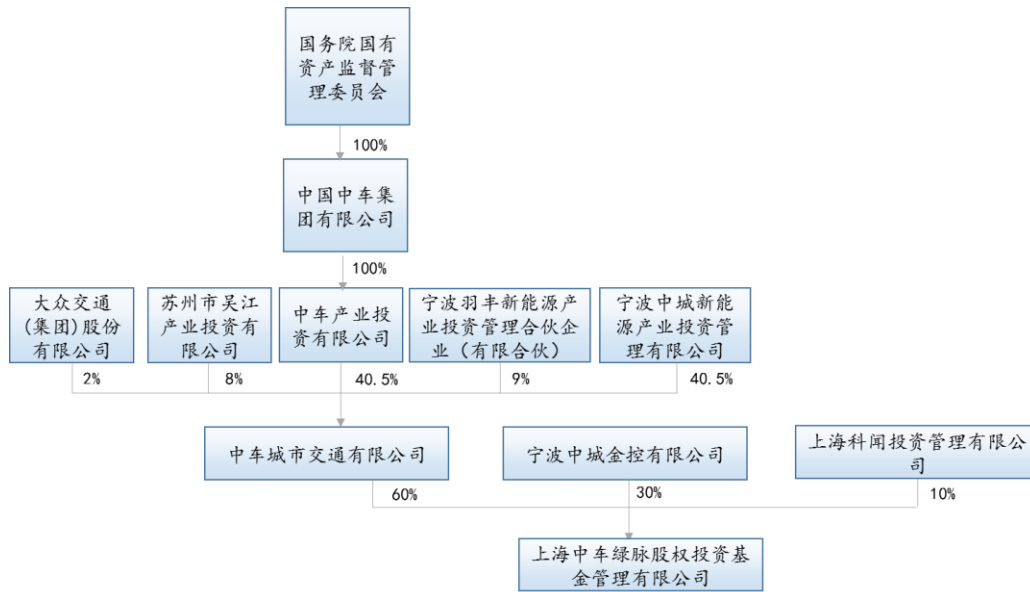 国务院国有
资产监督管
理委员会
100%
中国中车集
团有限公司
100%
大众交通
(集团)股份
有限公司
苏州市吴江
产业投资有
限公司
中车产业投
资有限公司
宁波羽丰新能源产
业投资管理合伙企
业（有限合伙）
宁波中城新能
源产业投资管
理有限公司
2%
8%
40.5%
9%
40.5%
中车城市交通有限公司
宁波中城金控有限公司
上海科闻投资管理有限公
司
60%
30%
10%
上海中车绿脉股权投资基
金管理有限公司